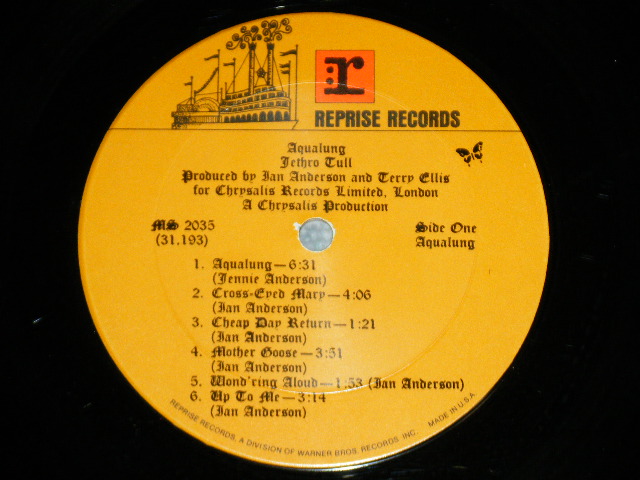 r
REPRISE RECORDS
Aqualung
Jethro Tull
Produced by Ian Anderson and Terry Ellis
for Chrysalis Records Limited, London
A Chrysalis Production
MS 2035
(31,193)
Side One
Aqualung
1. Aqualung—6:31
(Jennie Anderson)
2. Cross-Eyed Mary—4:06
(Ian Anderson)
3. Cheap Day Return—1:21
(Ian Anderson)
4. Mother Goose—3:51
(Ian Anderson)
5. Wond'ring Aloud—1:53 (Ian Anderson)
6. Up To Me—3:14
(Ian Anderson)
REPRISE RECORDS, A DIVISION OF WARNER BROS. RECORDS, INC. MADE IN U.S.A.